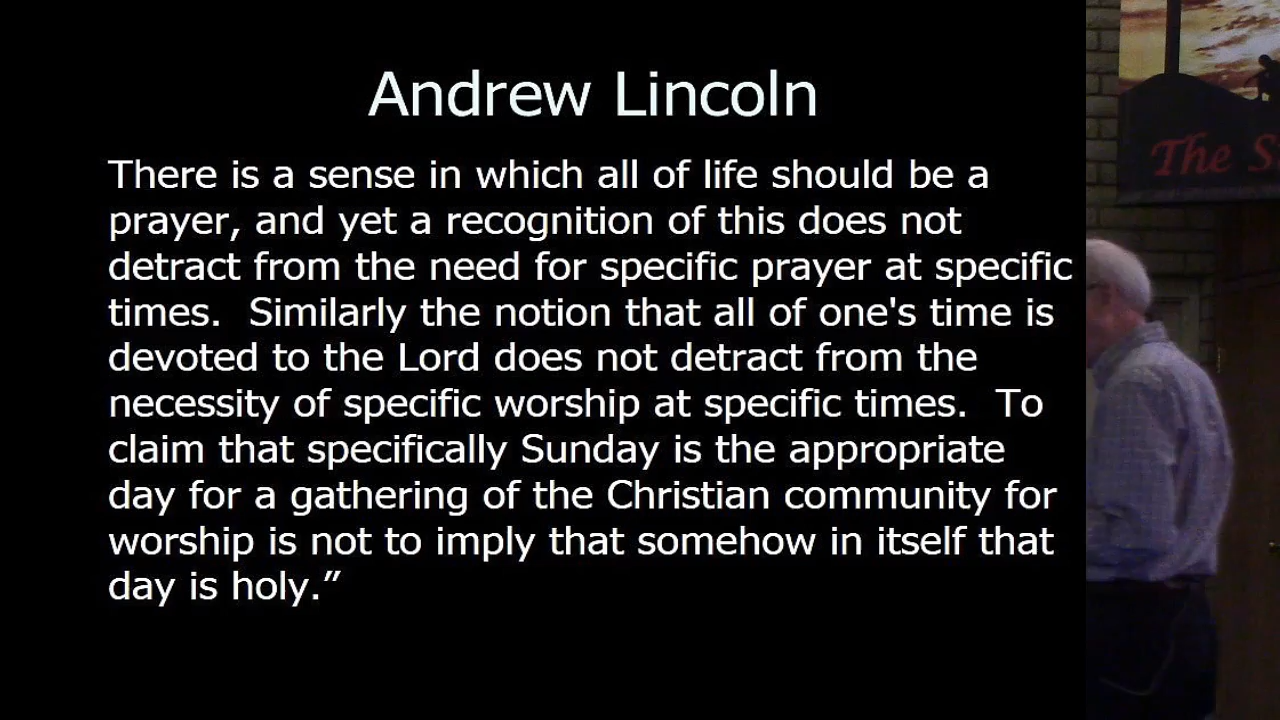 Andrew Lincoln
There is a sense in which all of life should be a
prayer, and yet a recognition of this does not
detract from the need for specific prayer at specific
times.  Similarly the notion that all of one's time is
devoted to the Lord does not detract from the
necessity of specific worship at specific times.  To
claim that specifically Sunday is the appropriate
day for a gathering of the Christian community for
worship is not to imply that somehow in itself that
day is holy.”
The